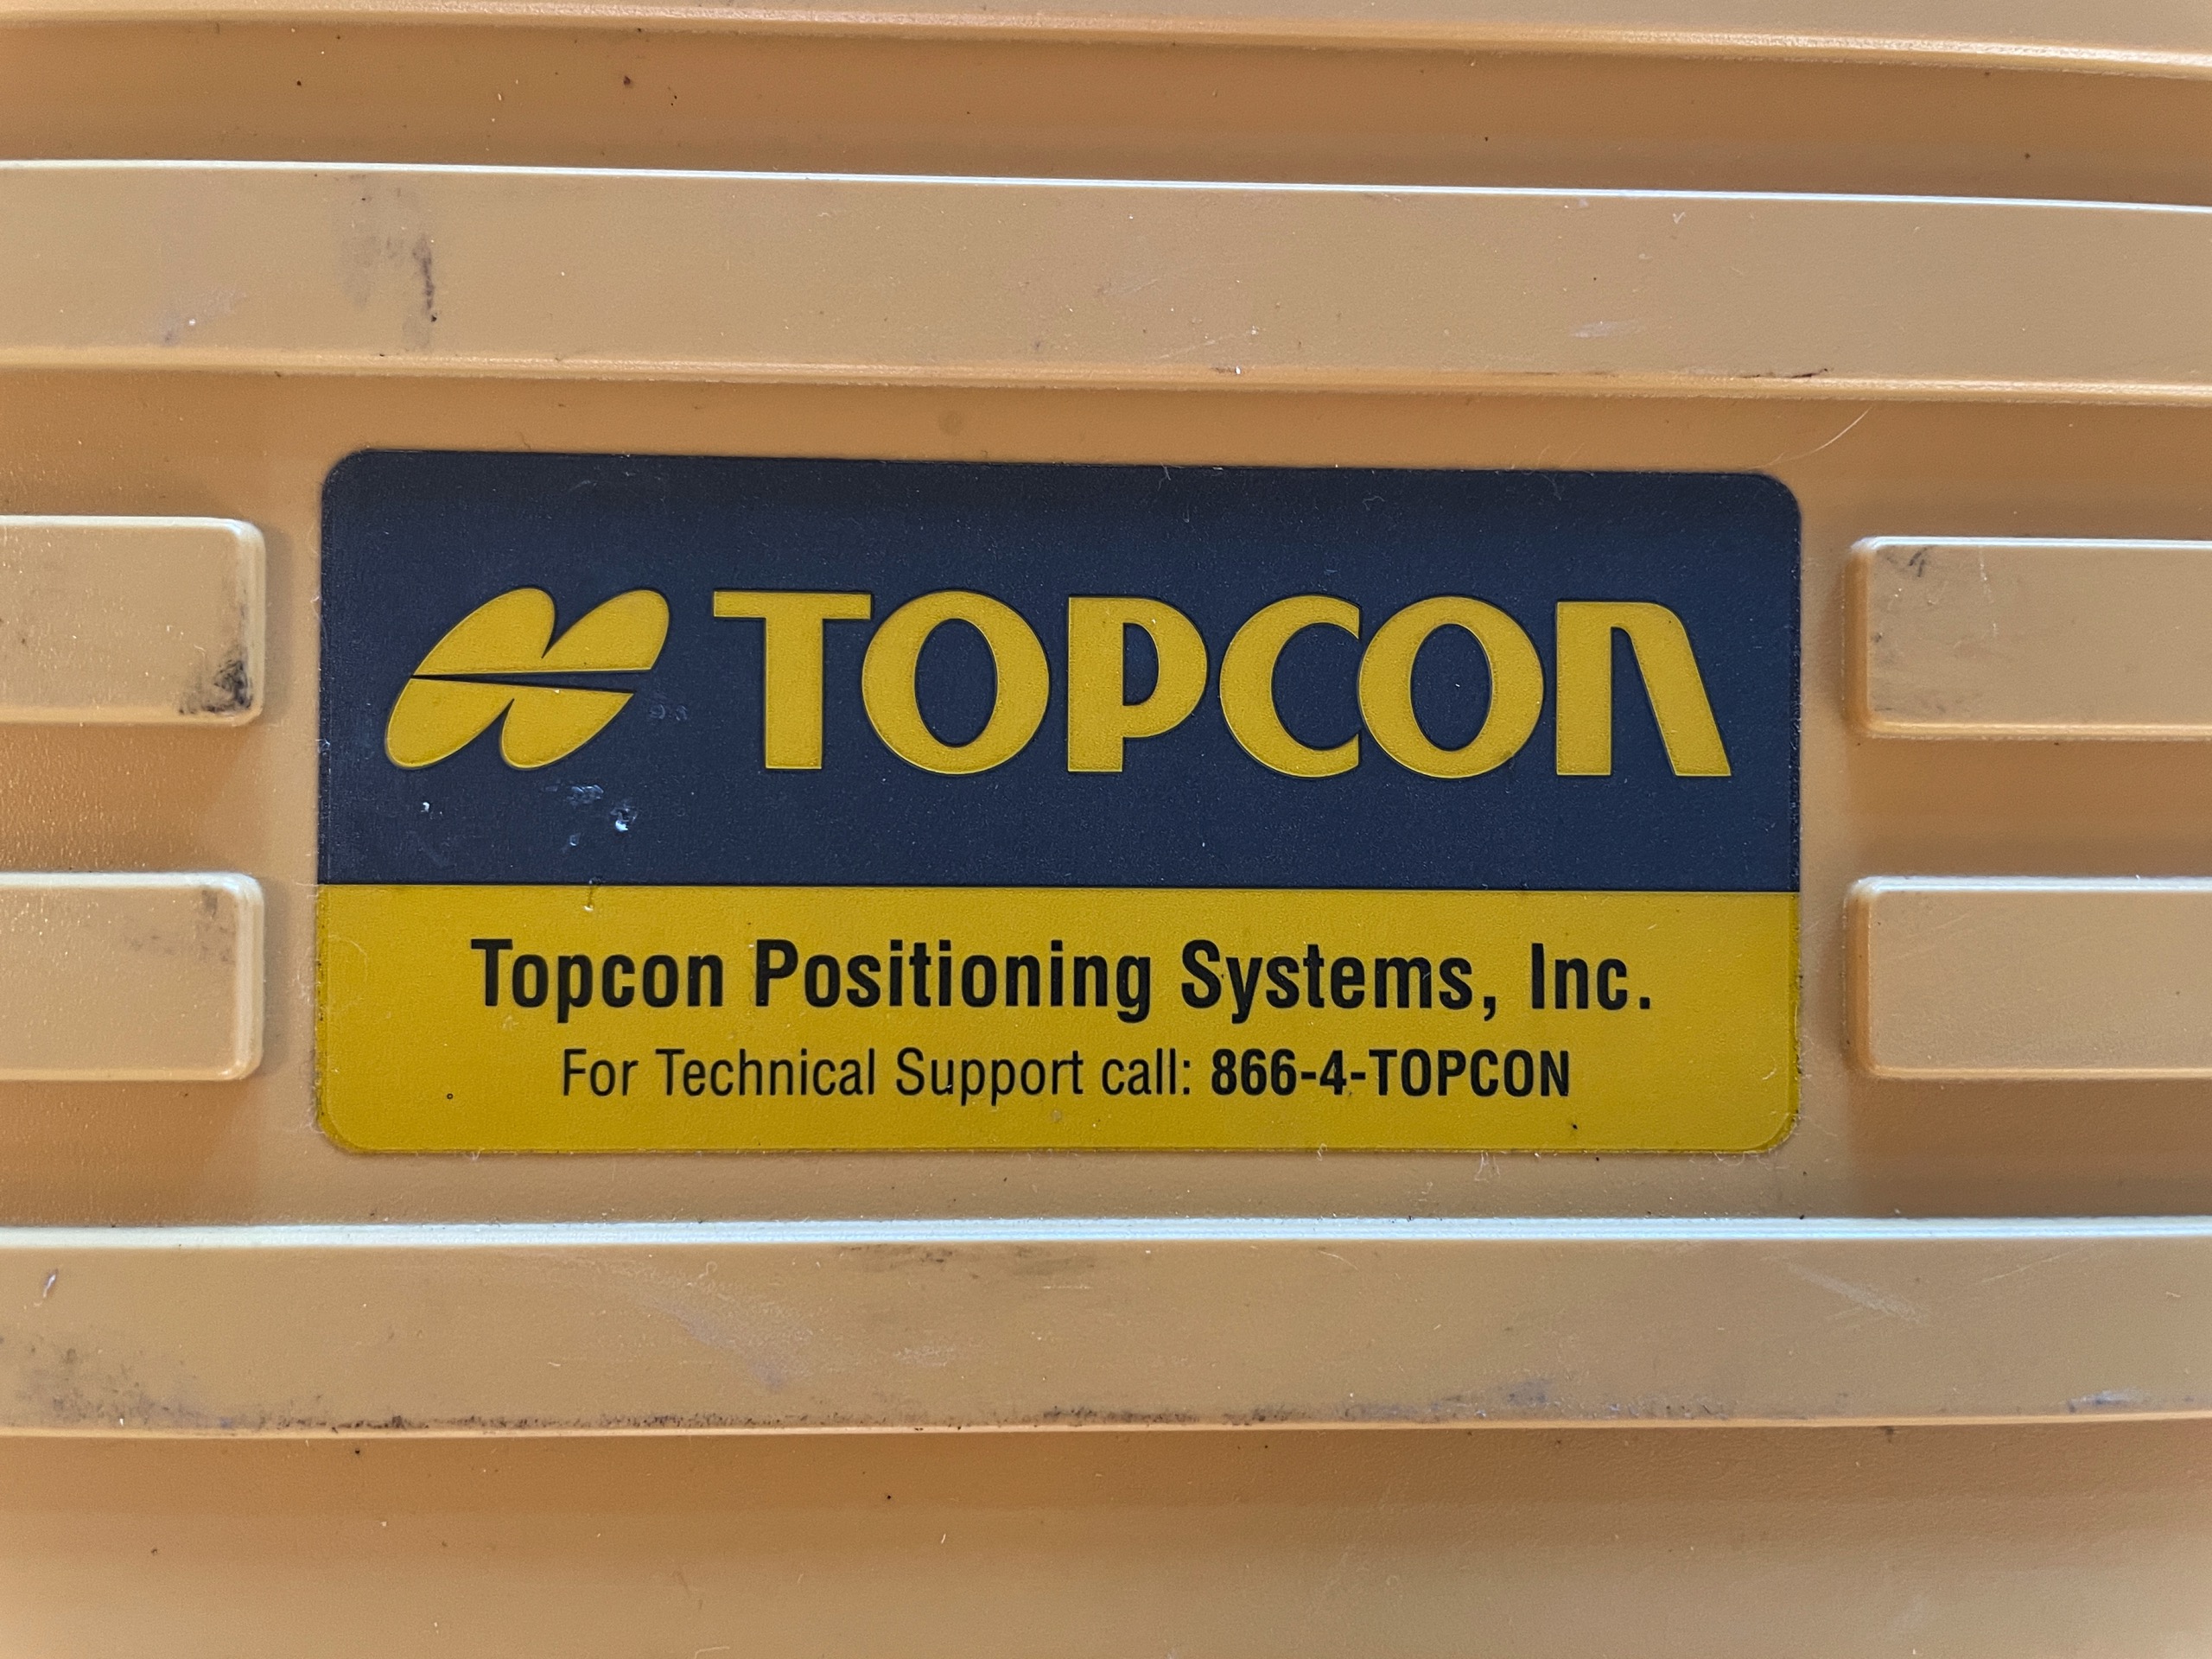 TOPCON
Topcon Positioning Systems, Inc.
For Technical Support call: 866-4-TOPCON